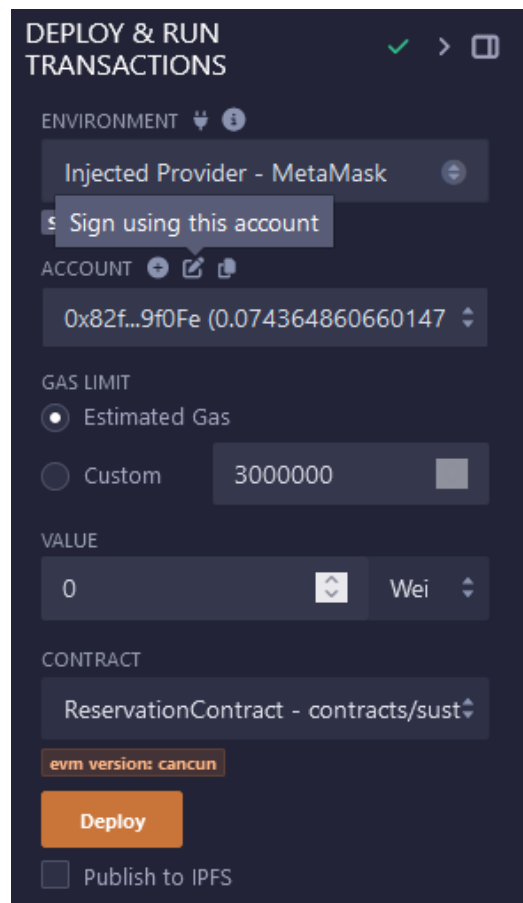 DEPLOY & RUN
TRANSACTIONS
ENVIRONMENT
Injected Provider - MetaMask
Sign using this account
ACCOUNT
0x82f...9f0Fe (0.074364860660147
GAS LIMIT
Estimated Gas
Custom 3000000
VALUE
0 Wei
CONTRACT
ReservationContract - contracts/sust
evm version: cancun
Deploy
Publish to IPFS